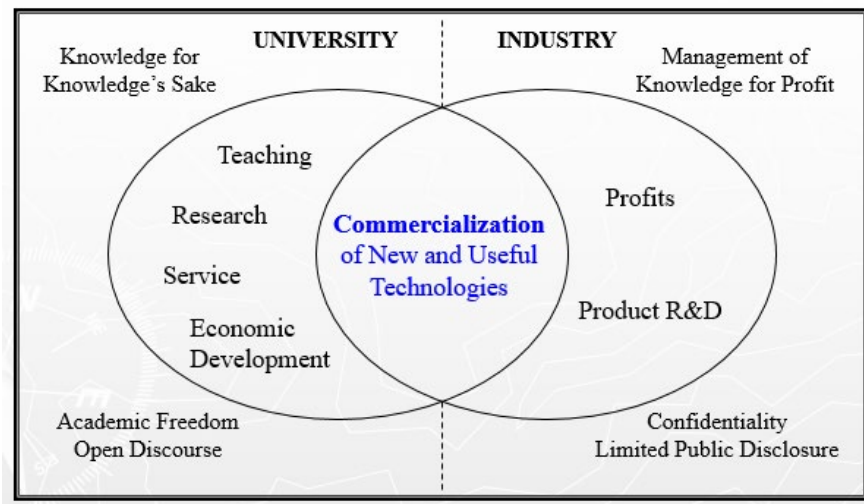 UNIVERSITY
INDUSTRY
Knowledge for
Knowledge's Sake
Management of
Knowledge for Profit
Teaching
Research
Service
Economic
Development
Commercialization
of New and Useful
Technologies
Profits
Product R&D
Academic Freedom
Open Discourse
Confidentiality
Limited Public Disclosure